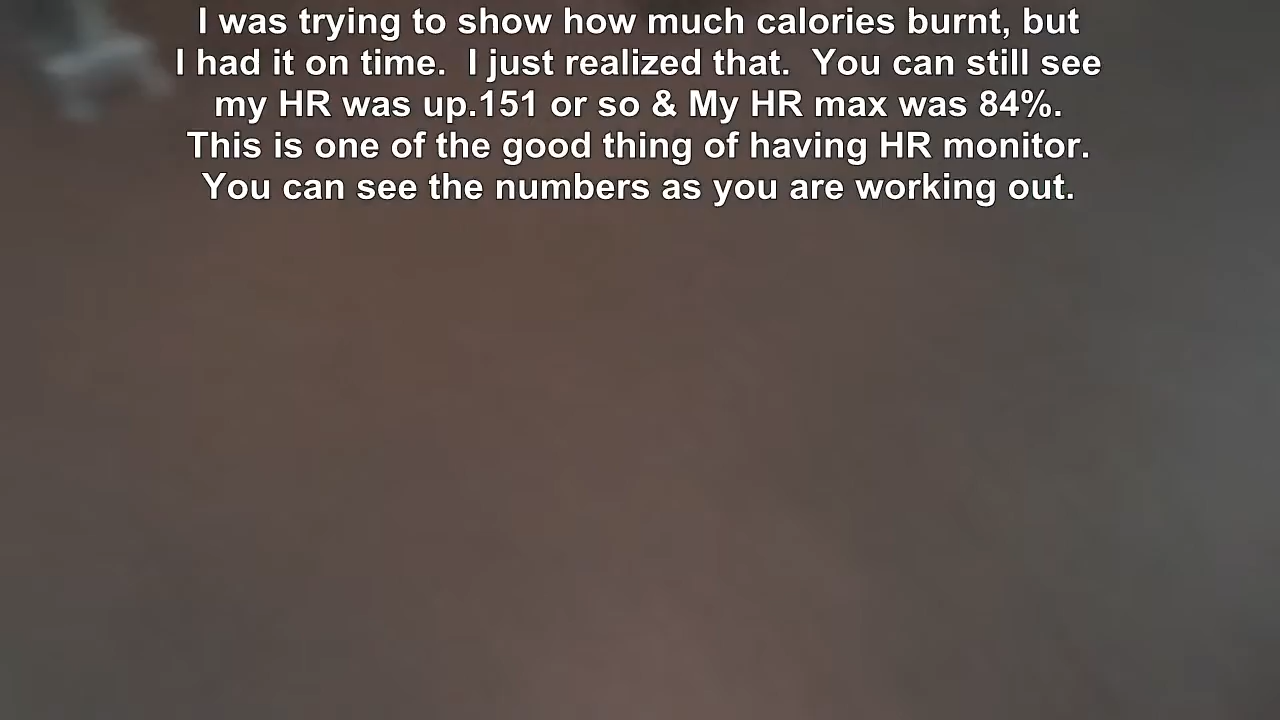 I was trying to show how much calories burnt, but
I had it on time.  I just realized that.  You can still see
my HR was up.151 or so & My HR max was 84%.
This is one of the good thing of having HR monitor.
You can see the numbers as you are working out.